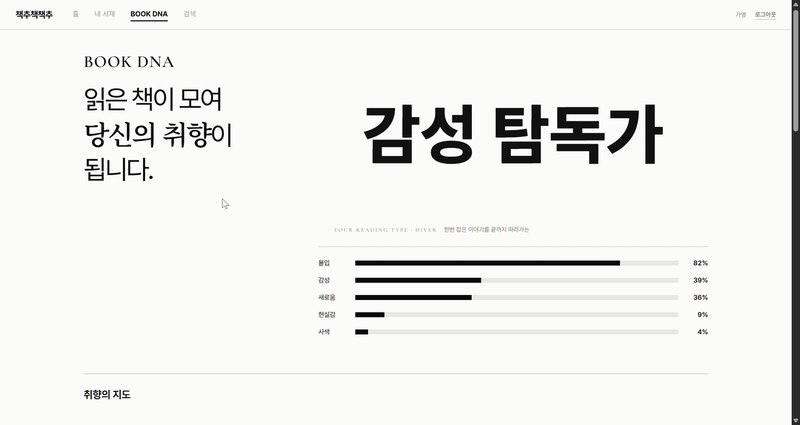 책추책책추 홈 내 서재 BOOK DNA 검색 가영 로그아웃
BOOK DNA
읽은 책이 모여
당신의 취향이
됩니다.
감성 탐독가
YOUR READING TYPE · DIVER 한번 잡은 이야기를 끝까지 따라가는
몰입 82%
감성 39%
새로움 36%
현실감 9%
사색 4%
취향의 지도